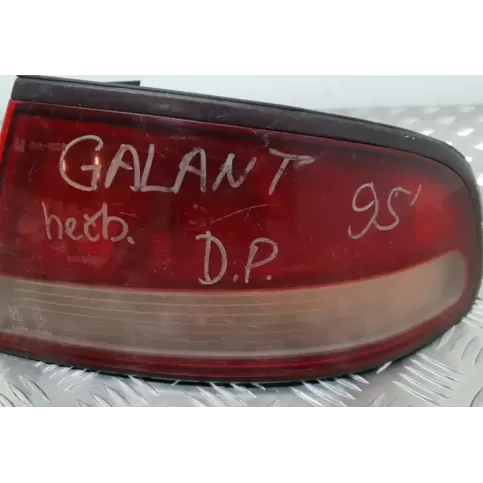 GALANT
hecb. 95'
D.P.